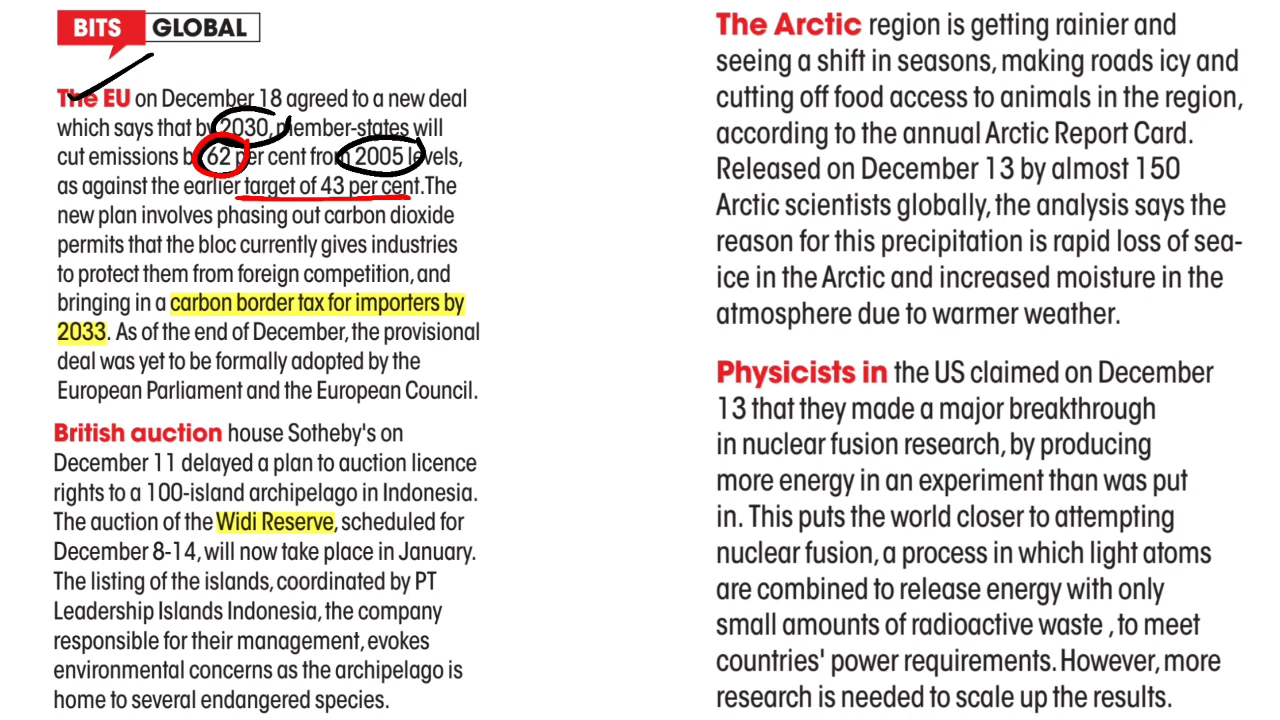 BITS GLOBAL
The EU on December 18 agreed to a new deal
which says that by 2030, member-states will
cut emissions by 62 per cent from 2005 levels,
as against the earlier target of 43 per cent.The
new plan involves phasing out carbon dioxide
permits that the bloc currently gives industries
to protect them from foreign competition, and
bringing in a carbon border tax for importers by
2033. As of the end of December, the provisional
deal was yet to be formally adopted by the
European Parliament and the European Council.
British auction house Sotheby's on
December 11 delayed a plan to auction licence
rights to a 100-island archipelago in Indonesia.
The auction of the Widi Reserve, scheduled for
December 8-14, will now take place in January.
The listing of the islands, coordinated by PT
Leadership Islands Indonesia, the company
responsible for their management, evokes
environmental concerns as the archipelago is
home to several endangered species.
The Arctic region is getting rainier and
seeing a shift in seasons, making roads icy and
cutting off food access to animals in the region,
according to the annual Arctic Report Card.
Released on December 13 by almost 150
Arctic scientists globally, the analysis says the
reason for this precipitation is rapid loss of sea-
ice in the Arctic and increased moisture in the
atmosphere due to warmer weather.
Physicists in the US claimed on December
13 that they made a major breakthrough
in nuclear fusion research, by producing
more energy in an experiment than was put
in. This puts the world closer to attempting
nuclear fusion, a process in which light atoms
are combined to release energy with only
small amounts of radioactive waste , to meet
countries' power requirements. However, more
research is needed to scale up the results.